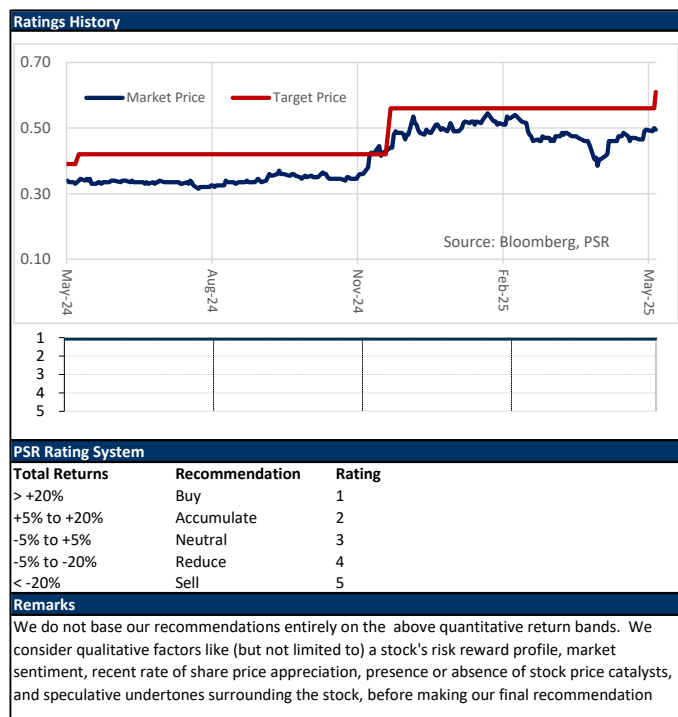 Ratings History
0.70
Market Price
Target Price
0.50
0.30
Source: Bloomberg, PSR
0.10
May-24
Aug-24
Nov-24
Feb-25
May-25
1
2
3
4
5
PSR Rating System
Total Returns Recommendation Rating
> +20% Buy 1
+5% to +20% Accumulate 2
-5% to +5% Neutral 3
-5% to -20% Reduce 4
< -20% Sell 5
Remarks
We do not base our recommendations entirely on the above quantitative return bands. We
consider qualitative factors like (but not limited to) a stock's risk reward profile, market
sentiment, recent rate of share price appreciation, presence or absence of stock price catalysts,
and speculative undertones surrounding the stock, before making our final recommendation